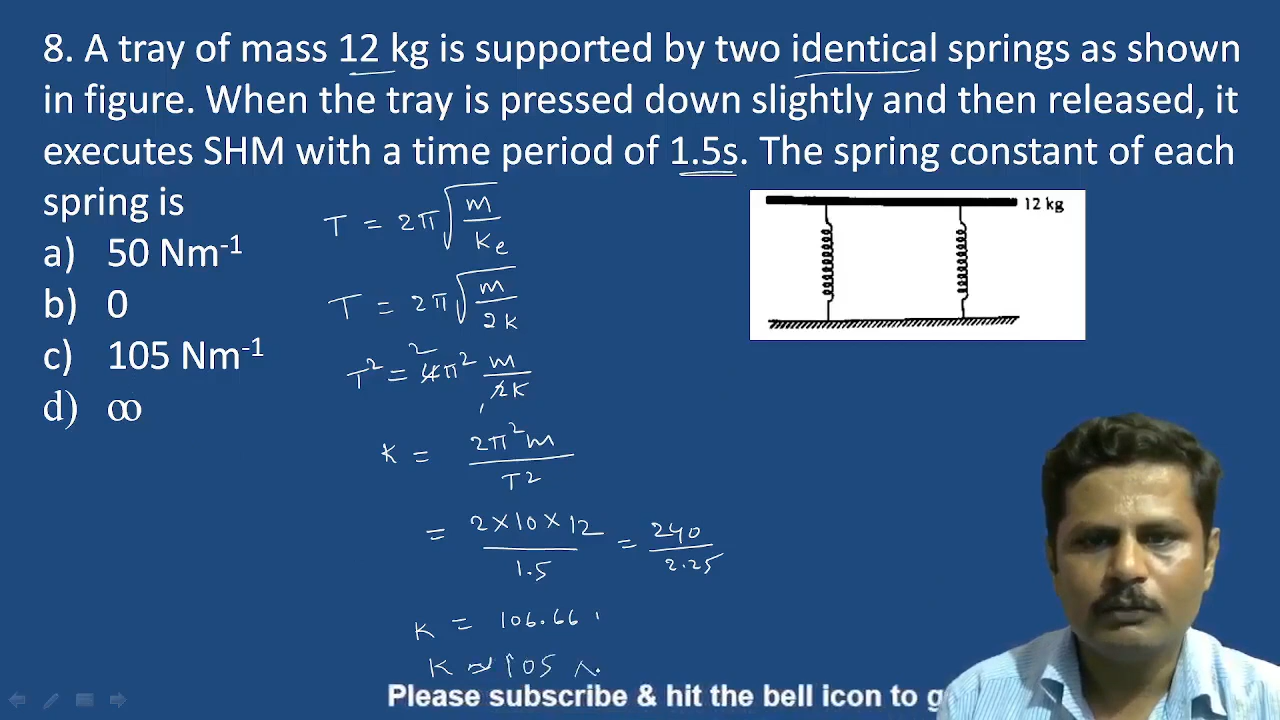 8. A tray of mass 12 kg is supported by two identical springs as shown
in figure. When the tray is pressed down slightly and then released, it
executes SHM with a time period of 1.5s. The spring constant of each
spring is
a) 50 Nm⁻¹
b) 0
c) 105 Nm⁻¹
d) ∞
12 kg
T = 2π√(m/ke)
T = 2π√(m/2k)
T² = 4π² m/2K
2
1
K = 2π²m/T²
= 2×10×12/1.5 = 240/2.25
K = 106.66
K ≈ 105
Please subscribe & hit the bell icon to g